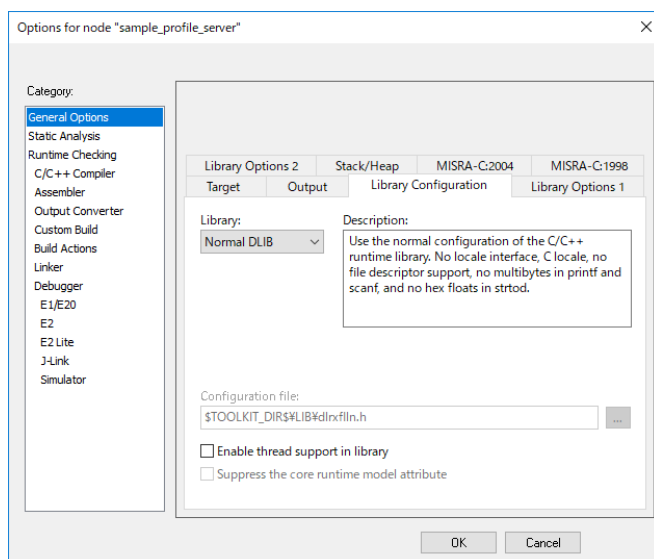 Options for node "sample_profile_server"
Category:
General Options
Static Analysis
Runtime Checking
C/C++ Compiler
Assembler
Output Converter
Custom Build
Build Actions
Linker
Debugger
E1/E20
E2
E2 Lite
J-Link
Simulator
Library Options 2
Stack/Heap
MISRA-C:2004
MISRA-C:1998
Target
Output
Library Configuration
Library Options 1
Library:
Normal DLIB
Description:
Use the normal configuration of the C/C++
runtime library. No locale interface, C locale, no
file descriptor support, no multibytes in printf and
scanf, and no hex floats in strtod.
Configuration file:
$TOOLKIT_DIR$¥LIB¥dlrxflln.h
...
Enable thread support in library
Suppress the core runtime model attribute
OK
Cancel